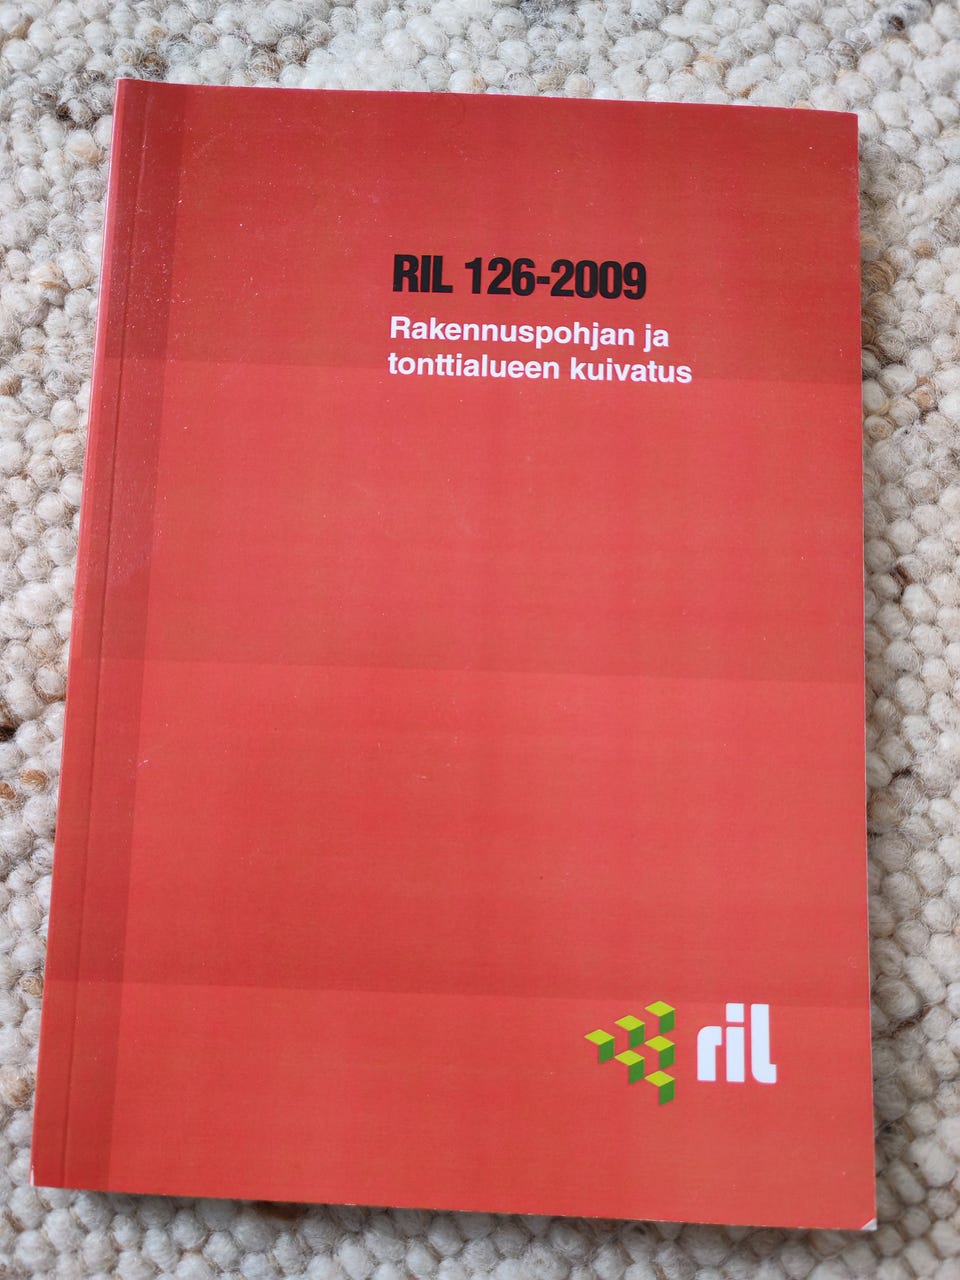 RIL 126-2009
Rakennuspohjan ja
tonttialueen kuivatus
ril